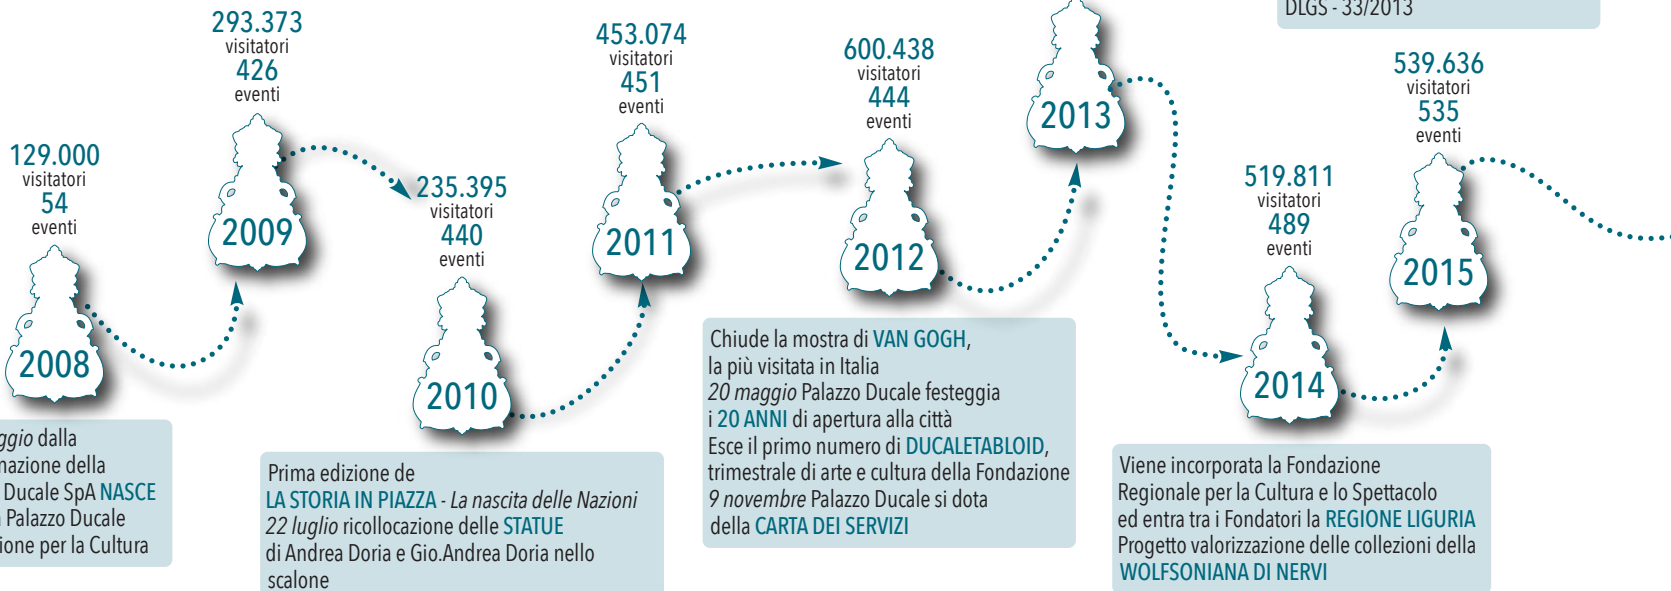 129.000
visitatori
54
eventi
2008
dalla
della
Ducale SpA NASCE
Palazzo Ducale
per la Cultura
293.373
visitatori
426
eventi
2009
235.395
visitatori
440
eventi
2010
Prima edizione de
LA STORIA IN PIAZZA - La nascita delle Nazioni
22 luglio ricollocazione delle STATUE
di Andrea Doria e Gio.Andrea Doria nello
scalone
453.074
visitatori
451
eventi
2011
600.438
visitatori
444
eventi
2012
Chiude la mostra di VAN GOGH,
la più visitata in Italia
20 maggio Palazzo Ducale festeggia
i 20 ANNI di apertura alla città
Esce il primo numero di DUCALETABLOID,
trimestrale di arte e cultura della Fondazione
9 novembre Palazzo Ducale si dota
della CARTA DEI SERVIZI
2013
DLGS - 33/2013
519.811
visitatori
489
eventi
2014
Viene incorporata la Fondazione
Regionale per la Cultura e lo Spettacolo
ed entra tra i Fondatori la REGIONE LIGURIA
Progetto valorizzazione delle collezioni della
WOLFSONIANA DI NERVI
539.636
visitatori
535
eventi
2015